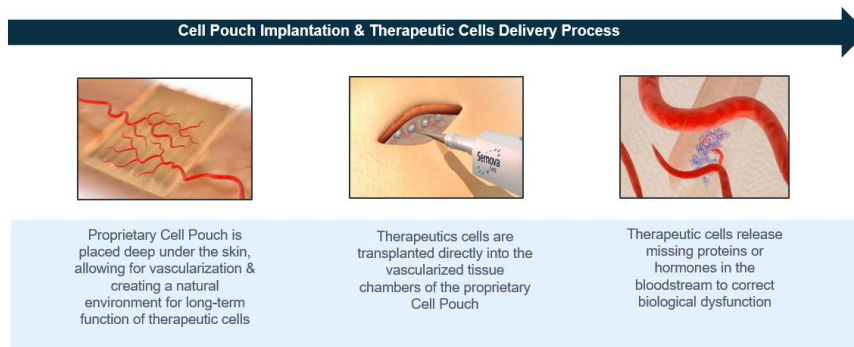 Cell Pouch Implantation & Therapeutic Cells Delivery Process
Sernova
Proprietary Cell Pouch is
placed deep under the skin,
allowing for vascularization &
creating a natural
environment for long-term
function of therapeutic cells
Therapeutics cells are
transplanted directly into the
vascularized tissue
chambers of the proprietary
Cell Pouch
Therapeutic cells release
missing proteins or
hormones in the
bloodstream to correct
biological dysfunction